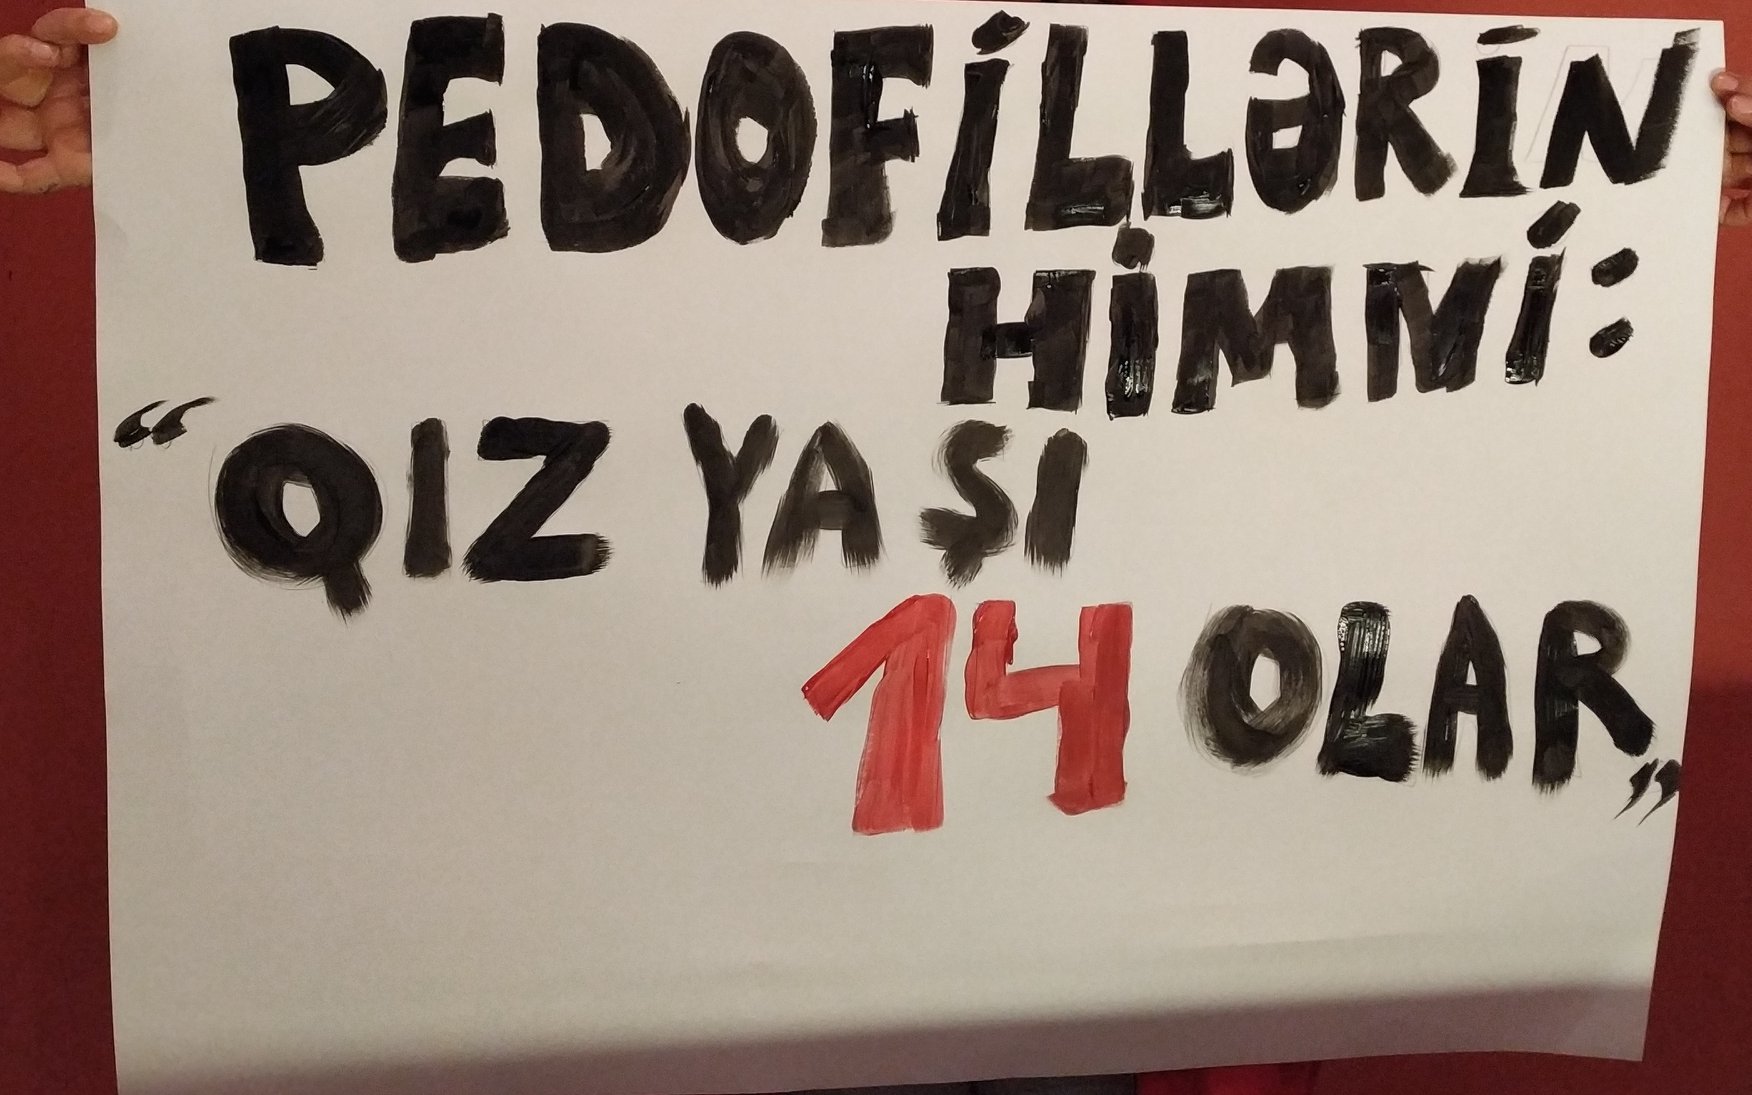 PEDOFİLLƏRİN
HİMNİ:
“QIZ YAŞI
14 OLAR”